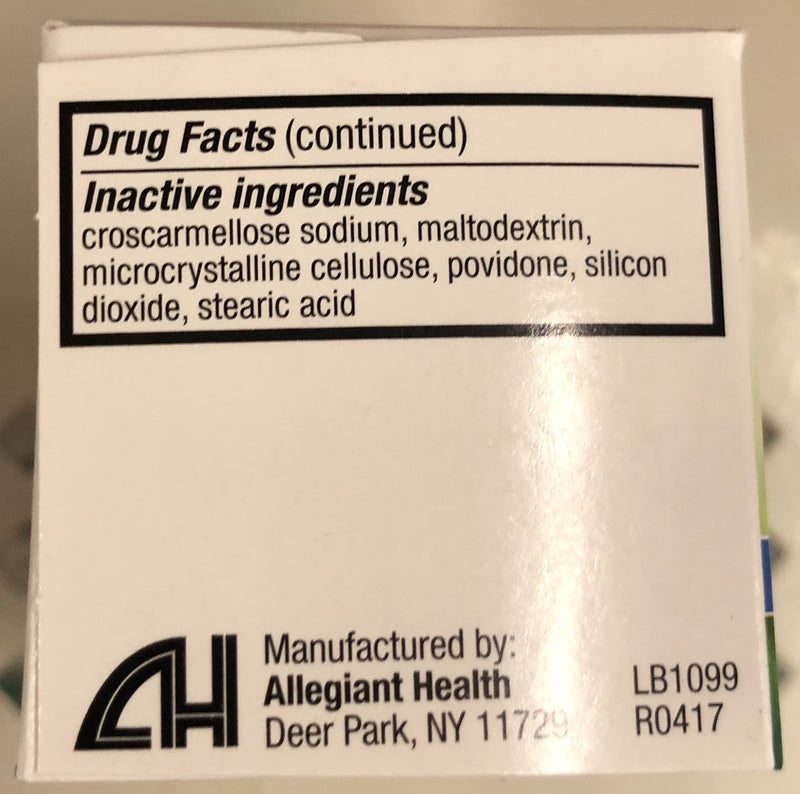 Drug Facts (continued)
Inactive ingredients
croscarmellose sodium, maltodextrin,
microcrystalline cellulose, povidone, silicon
dioxide, stearic acid
AH
Manufactured by:
Allegiant Health
Deer Park, NY 11729
LB1099
R0417